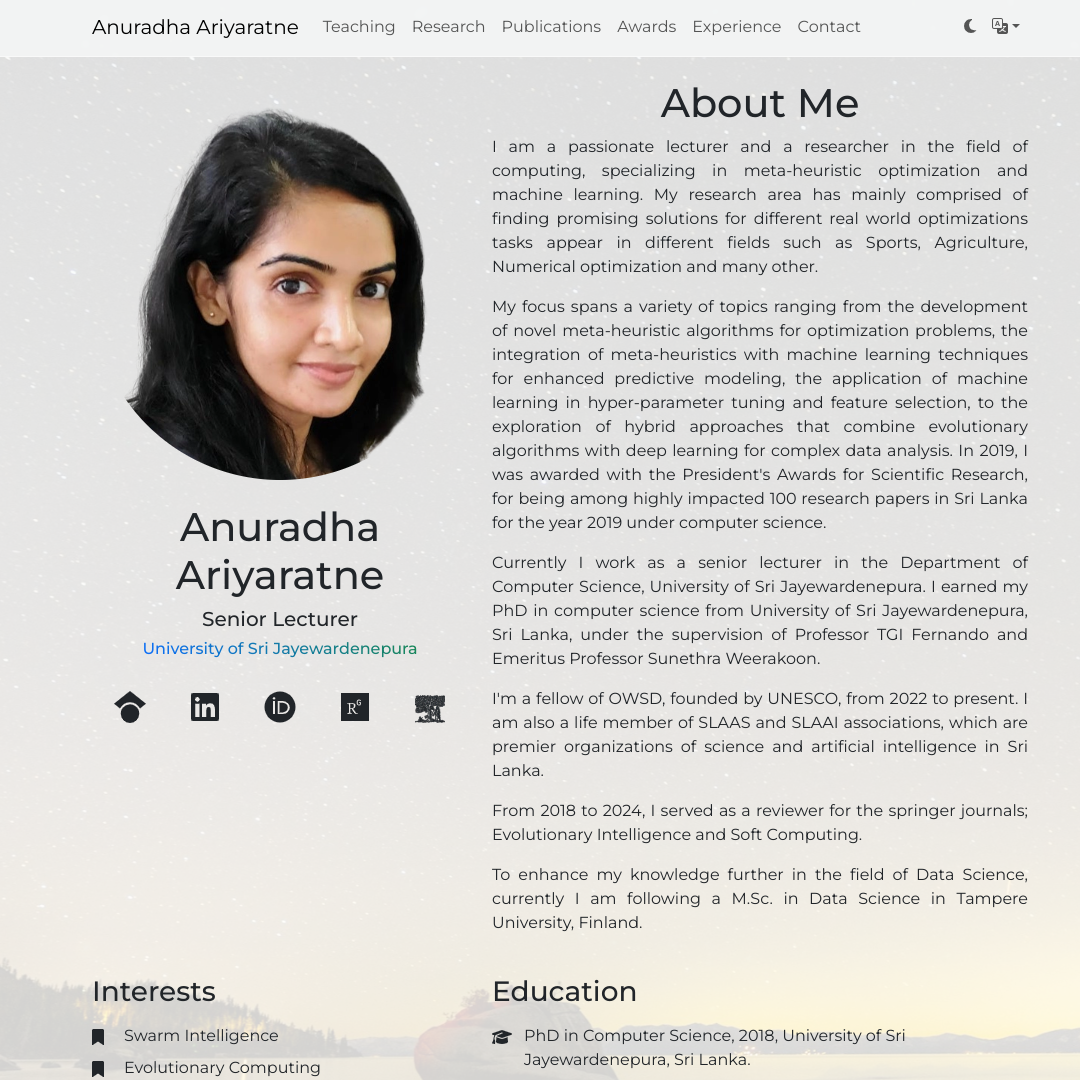 Anuradha Ariyaratne
Teaching
Research
Publications
Awards
Experience
Contact
Anuradha
Ariyaratne
Senior Lecturer
University of Sri Jayewardenepura
in
iD
RG
About Me
I am a passionate lecturer and a researcher in the field of
computing, specializing in meta-heuristic optimization and
machine learning. My research area has mainly comprised of
finding promising solutions for different real world optimizations
tasks appear in different fields such as Sports, Agriculture,
Numerical optimization and many other.
My focus spans a variety of topics ranging from the development
of novel meta-heuristic algorithms for optimization problems, the
integration of meta-heuristics with machine learning techniques
for enhanced predictive modeling, the application of machine
learning in hyper-parameter tuning and feature selection, to the
exploration of hybrid approaches that combine evolutionary
algorithms with deep learning for complex data analysis. In 2019, I
was awarded with the President's Awards for Scientific Research,
for being among highly impacted 100 research papers in Sri Lanka
for the year 2019 under computer science.
Currently I work as a senior lecturer in the Department of
Computer Science, University of Sri Jayewardenepura. I earned my
PhD in computer science from University of Sri Jayewardenepura,
Sri Lanka, under the supervision of Professor TGI Fernando and
Emeritus Professor Sunethra Weerakoon.
I'm a fellow of OWSD, founded by UNESCO, from 2022 to present. I
am also a life member of SLAAS and SLAAI associations, which are
premier organizations of science and artificial intelligence in Sri
Lanka.
From 2018 to 2024, I served as a reviewer for the springer journals;
Evolutionary Intelligence and Soft Computing.
To enhance my knowledge further in the field of Data Science,
currently I am following a M.Sc. in Data Science in Tampere
University, Finland.
Interests
Swarm Intelligence
Evolutionary Computing
Education
PhD in Computer Science, 2018, University of Sri
Jayewardenepura, Sri Lanka.